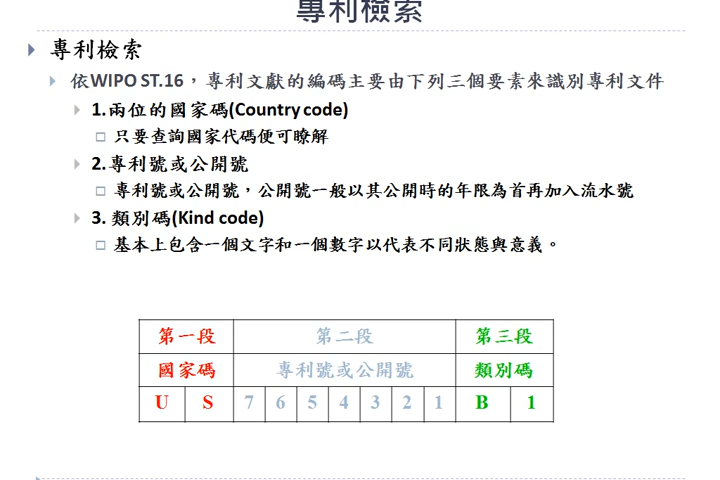 專利檢索
專利檢索
依WIPO ST.16，專利文獻的編碼主要由下列三個要素來識別專利文件
1.兩位的國家碼(Country code)
只要查詢國家代碼便可瞭解
2.專利號或公開號
專利號或公開號，公開號一般以其公開時的年限為首再加入流水號
3. 類別碼(Kind code)
基本上包含一個文字和一個數字以代表不同狀態與意義。
第一段 第二段 第三段
國家碼 專利號或公開號 類別碼
U S 7 6 5 4 3 2 1 B 1